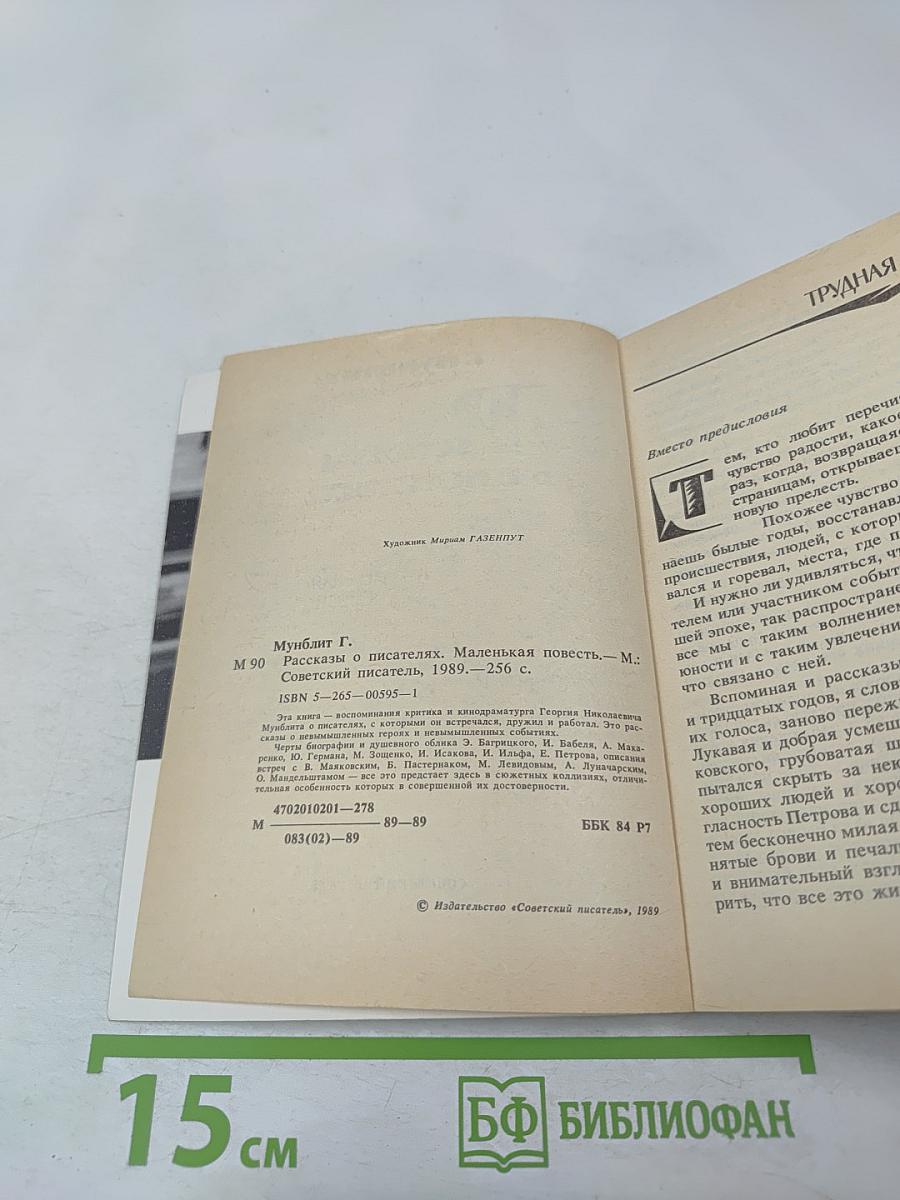 Художник Мириам ГАЗЕНПУТ
Мунблит Г.
М 90 Рассказы о писателях. Маленькая повесть.— М.:
Советский писатель, 1989.—256 с.
ISBN 5—265—00595—1
Эта книга — воспоминания критика и кинодраматурга Георгия Николаевича
Мунблита о писателях, с которыми он встречался, дружил и работал. Это рас-
сказы о невымышленных героях и невымышленных событиях.
Черты биографии и душевного облика Э. Багрицкого, И. Бабеля, А. Мака-
ренко, Ю. Германа, М. Зощенко, И. Исакова, И. Ильфа, Е. Петрова, описания
встреч с В. Маяковским, Б. Пастернаком, М. Левидовым, А. Луначарским,
О. Мандельштамом — все это предстает здесь в сюжетных коллизиях, отличи-
тельная особенность которых в совершенной их достоверности.
4702010201—278
М ———— 89—89
083(02)—89
ББК 84 Р7
© Издательство «Советский писатель», 1989
ТРУДНАЯ
Вместо предисловия
Тем, кто любит перечи
чувство радости, какое
раз, когда, возвращая
страницам, открывает
новую прелесть.
Похожее чувство
наешь былые годы, восстанавл
происшествия, людей, с котор
вался и горевал, места, где п
И нужно ли удивляться, чт
телем или участником событ
шей эпохе, так распростране
все мы с таким волнением
юности и с таким увлечени
что связано с ней.
Вспоминая и рассказы
и тридцатых годов, я слов
их голоса, заново переж
Лукавая и добрая усмеш
ковского, грубоватая ш
пытался скрыть за нек
хороших людей и хоро
гласность Петрова и сд
тем бесконечно милая
нятые брови и печал
и внимательный взгл
рить, что все это жи
15 см
БФ БИБЛИОФАН